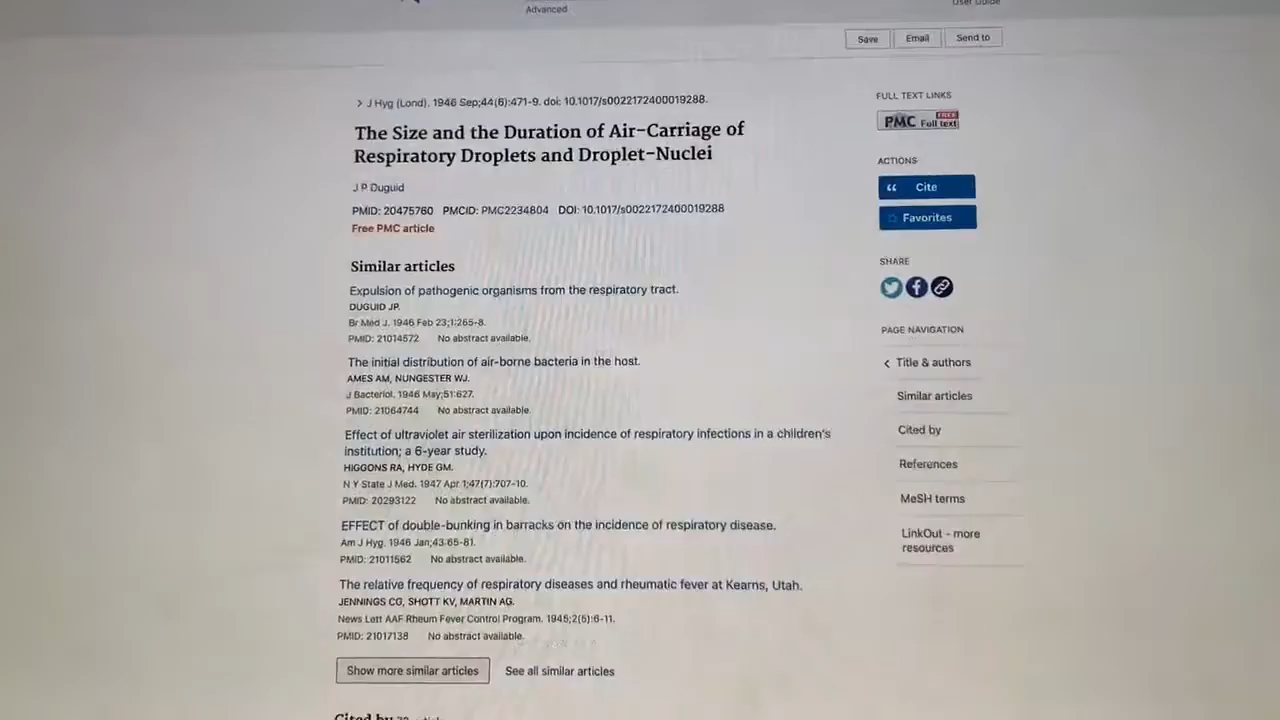 Advanced
User Guide
Save
Email
Send to
> J Hyg (Lond). 1946 Sep;44(6):471-9. doi: 10.1017/s0022172400019288.
The Size and the Duration of Air-Carriage of
Respiratory Droplets and Droplet-Nuclei
J P Duguid
PMID: 20475760 PMCID: PMC2234804 DOI: 10.1017/s0022172400019288
Free PMC article
Similar articles
Expulsion of pathogenic organisms from the respiratory tract.
DUGUID JP.
Br Med J. 1946 Feb 23;1:265-8.
PMID: 21014572 No abstract available.
The initial distribution of air-borne bacteria in the host.
AMES AM, NUNGESTER WJ.
J Bacteriol. 1946 May;51:627.
PMID: 21064744 No abstract available.
Effect of ultraviolet air sterilization upon incidence of respiratory infections in a children's
institution; a 6-year study.
HIGGONS RA, HYDE GM.
N Y State J Med. 1947 Apr 1;47(7):707-10.
PMID: 20293122 No abstract available.
EFFECT of double-bunking in barracks on the incidence of respiratory disease.
Am J Hyg. 1946 Jan;43:65-81.
PMID: 21011562 No abstract available.
The relative frequency of respiratory diseases and rheumatic fever at Kearns, Utah.
JENNINGS CG, SHOTT KV, MARTIN AG.
News Lett AAF Rheum Fever Control Program. 1945;2(5):6-11.
PMID: 21017138 No abstract available.
Show more similar articles
See all similar articles
Cited by
FULL TEXT LINKS
PMC FREE Full text
ACTIONS
Cite
Favorites
SHARE
PAGE NAVIGATION
< Title & authors
Similar articles
Cited by
References
MeSH terms
LinkOut - more
resources